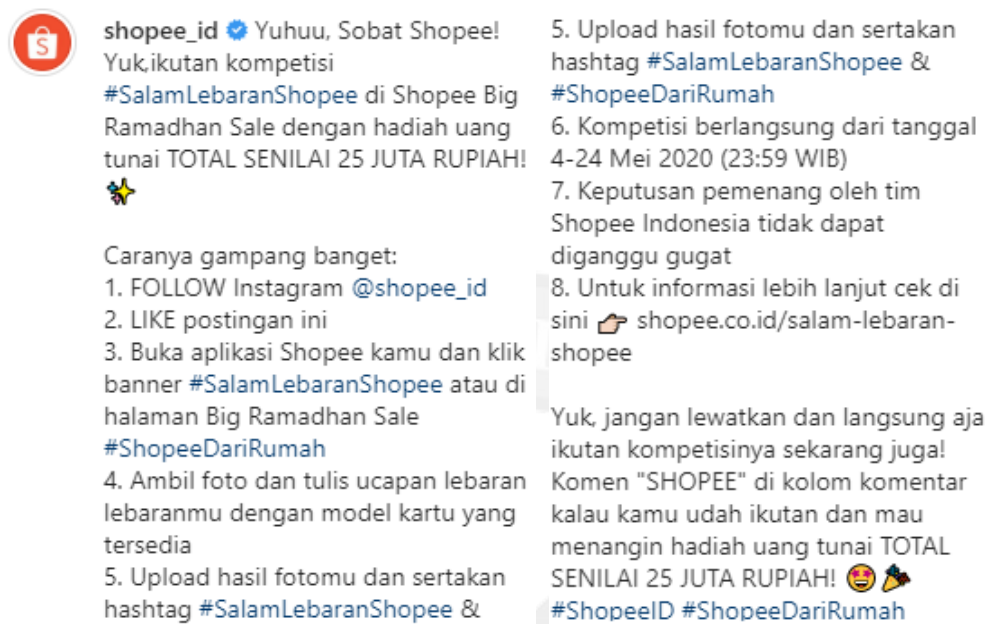 shopee_id Yuhuu, Sobat Shopee!
Yuk,ikutan kompetisi
#SalamLebaranShopee di Shopee Big
Ramadhan Sale dengan hadiah uang
tunai TOTAL SENILAI 25 JUTA RUPIAH!
✨
Caranya gampang banget:
1. FOLLOW Instagram @shopee_id
2. LIKE postingan ini
3. Buka aplikasi Shopee kamu dan klik
banner #SalamLebaranShopee atau di
halaman Big Ramadhan Sale
#ShopeeDariRumah
4. Ambil foto dan tulis ucapan lebaran
lebaranmu dengan model kartu yang
tersedia
5. Upload hasil fotomu dan sertakan
hashtag #SalamLebaranShopee &
5. Upload hasil fotomu dan sertakan
hashtag #SalamLebaranShopee &
#ShopeeDariRumah
6. Kompetisi berlangsung dari tanggal
4-24 Mei 2020 (23:59 WIB)
7. Keputusan pemenang oleh tim
Shopee Indonesia tidak dapat
diganggu gugat
8. Untuk informasi lebih lanjut cek di
sini 👉 shopee.co.id/salam-lebaran-
shopee
Yuk, jangan lewatkan dan langsung aja
ikutan kompetisinya sekarang juga!
Komen "SHOPEE" di kolom komentar
kalau kamu udah ikutan dan mau
menangin hadiah uang tunai TOTAL
SENILAI 25 JUTA RUPIAH! 🤩🎉
#ShopeeID #ShopeeDariRumah